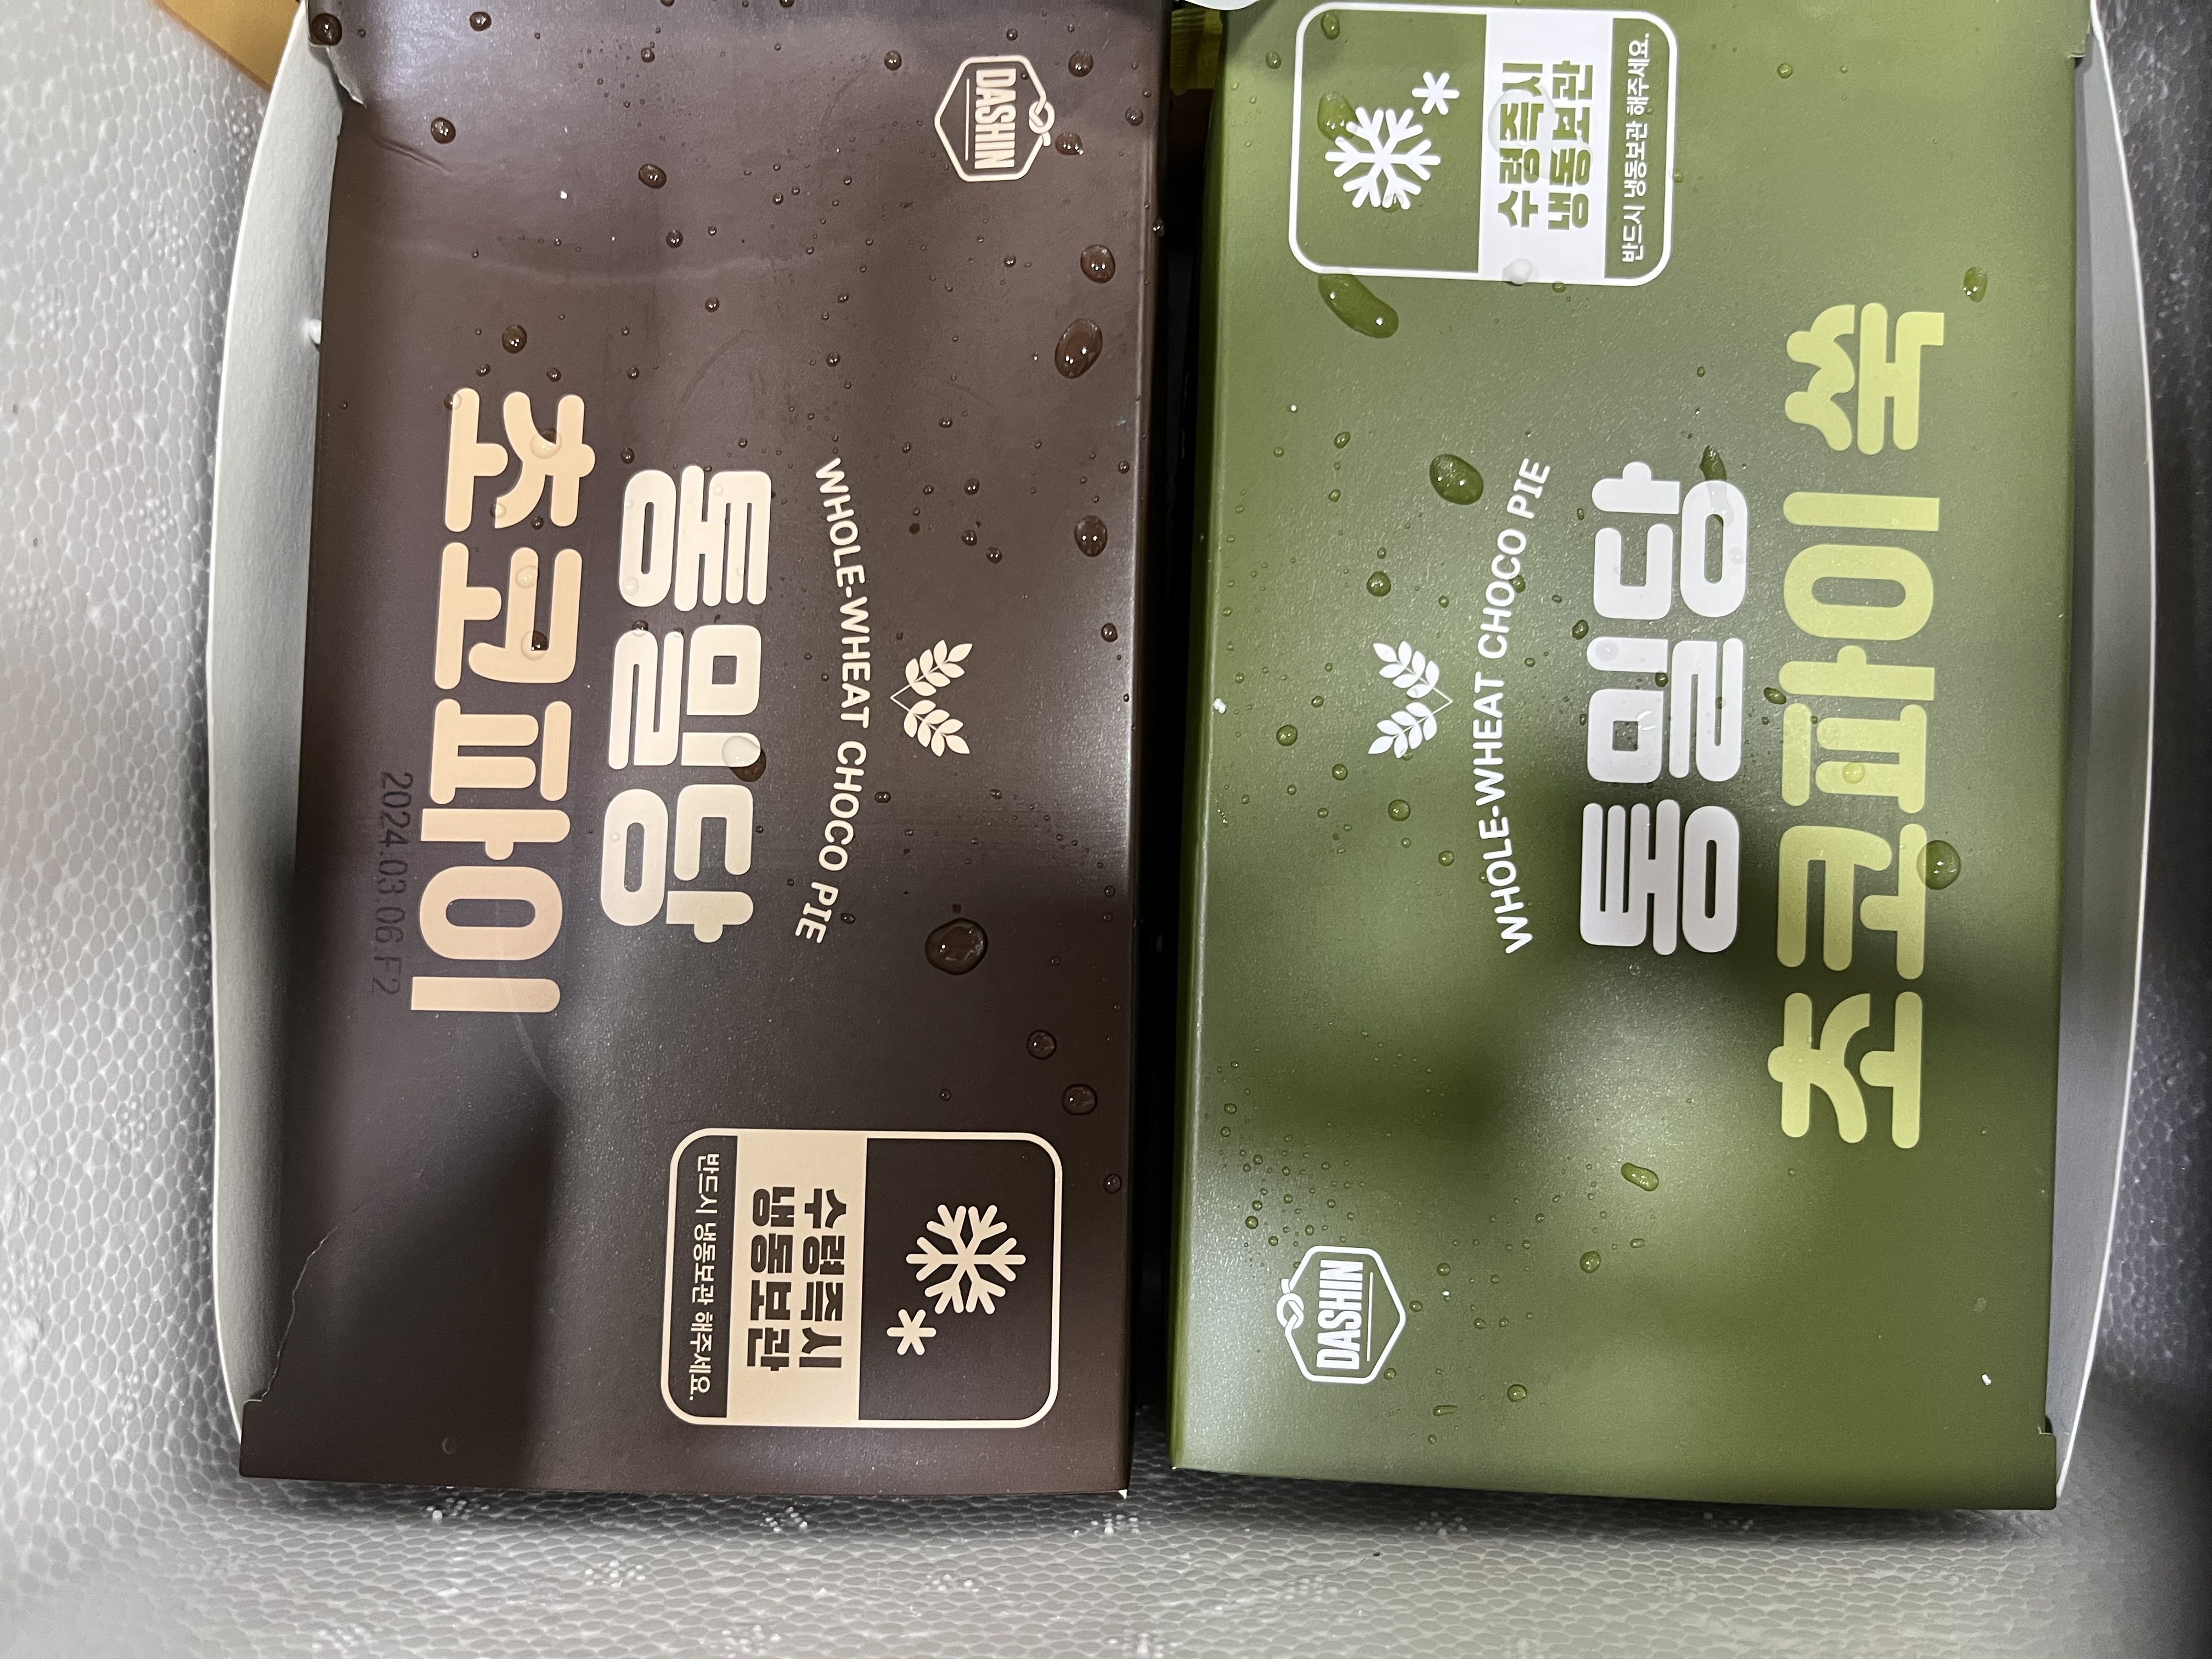 DASHIN
WHOLE-WHEAT CHOCO PIE
통밀당
초코파이
2024.03.06.F2
수령즉시
냉동보관
반드시 냉동보관 해주세요.
수령즉시
냉동보관
반드시 냉동보관 해주세요.
WHOLE-WHEAT CHOCO PIE
통밀당
초코파이 쑥
DASHIN